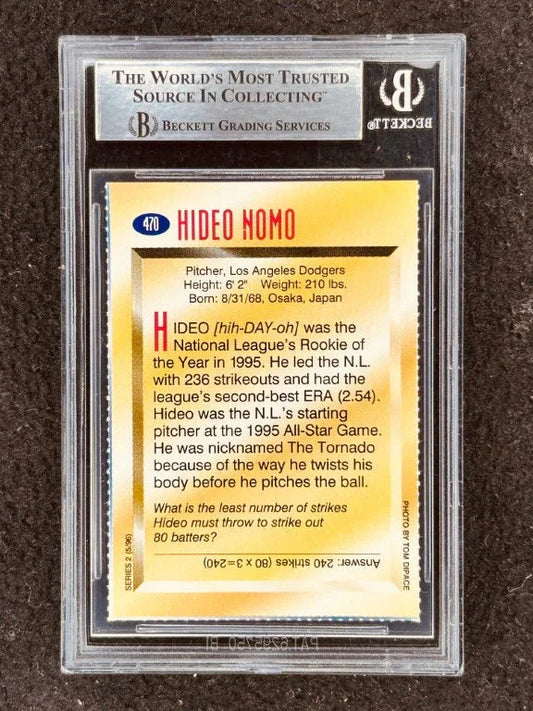 THE WORLD'S MOST TRUSTED
SOURCE IN COLLECTING™
B BECKETT GRADING SERVICES
B
BECKETT®
470 HIDEO NOMO
Pitcher, Los Angeles Dodgers
Height: 6' 2" Weight: 210 lbs.
Born: 8/31/68, Osaka, Japan
HIDEO [hih-DAY-oh] was the
National League's Rookie of
the Year in 1995. He led the N.L.
with 236 strikeouts and had the
league's second-best ERA (2.54).
Hideo was the N.L.'s starting
pitcher at the 1995 All-Star Game.
He was nicknamed The Tornado
because of the way he twists his
body before he pitches the ball.
What is the least number of strikes
Hideo must throw to strike out
80 batters?
Answer: 240 strikes (80 x 3 =240)
SERIES 2 (5/96)
PHOTO BY TOM DIPACE